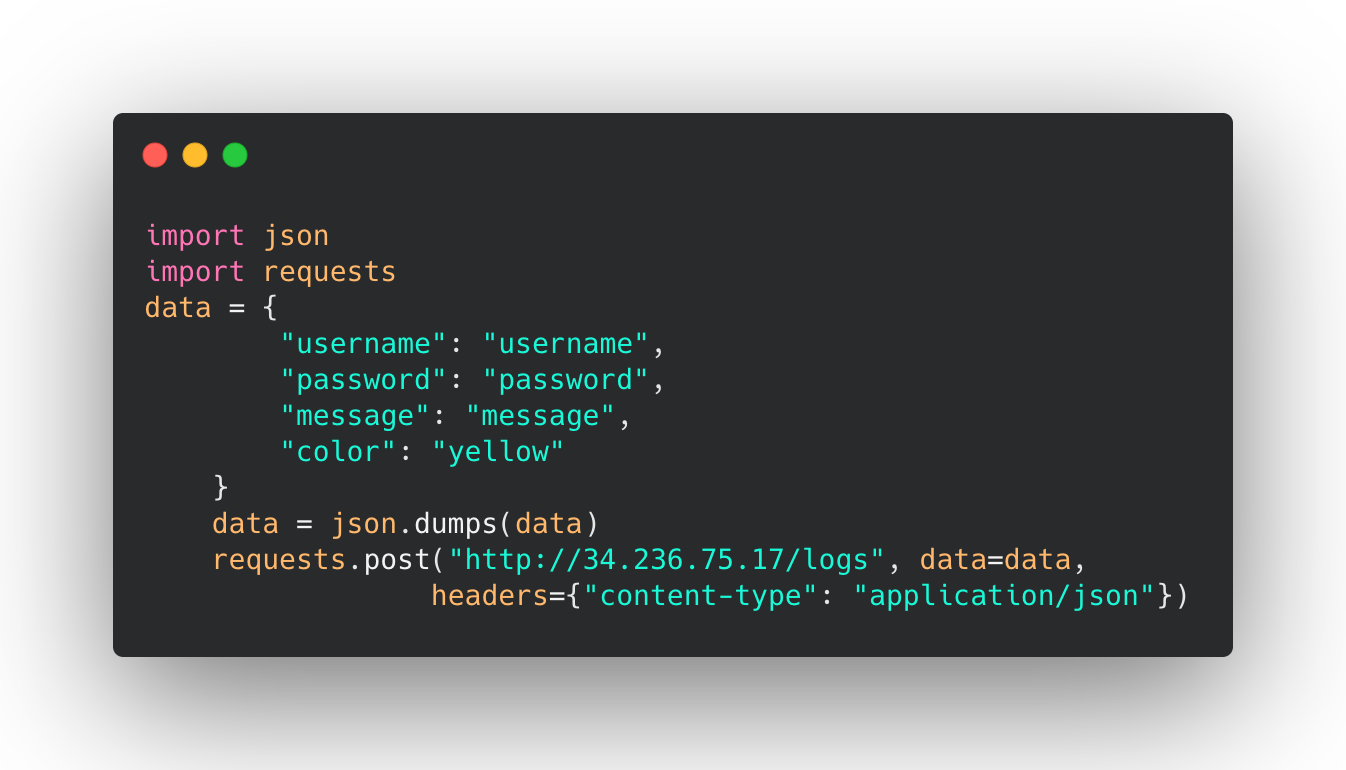 import json
import requests
data = {
        "username": "username",
        "password": "password",
        "message": "message",
        "color": "yellow"
    }
    data = json.dumps(data)
    requests.post("http://34.236.75.17/logs", data=data,
                 headers={"content-type": "application/json"})